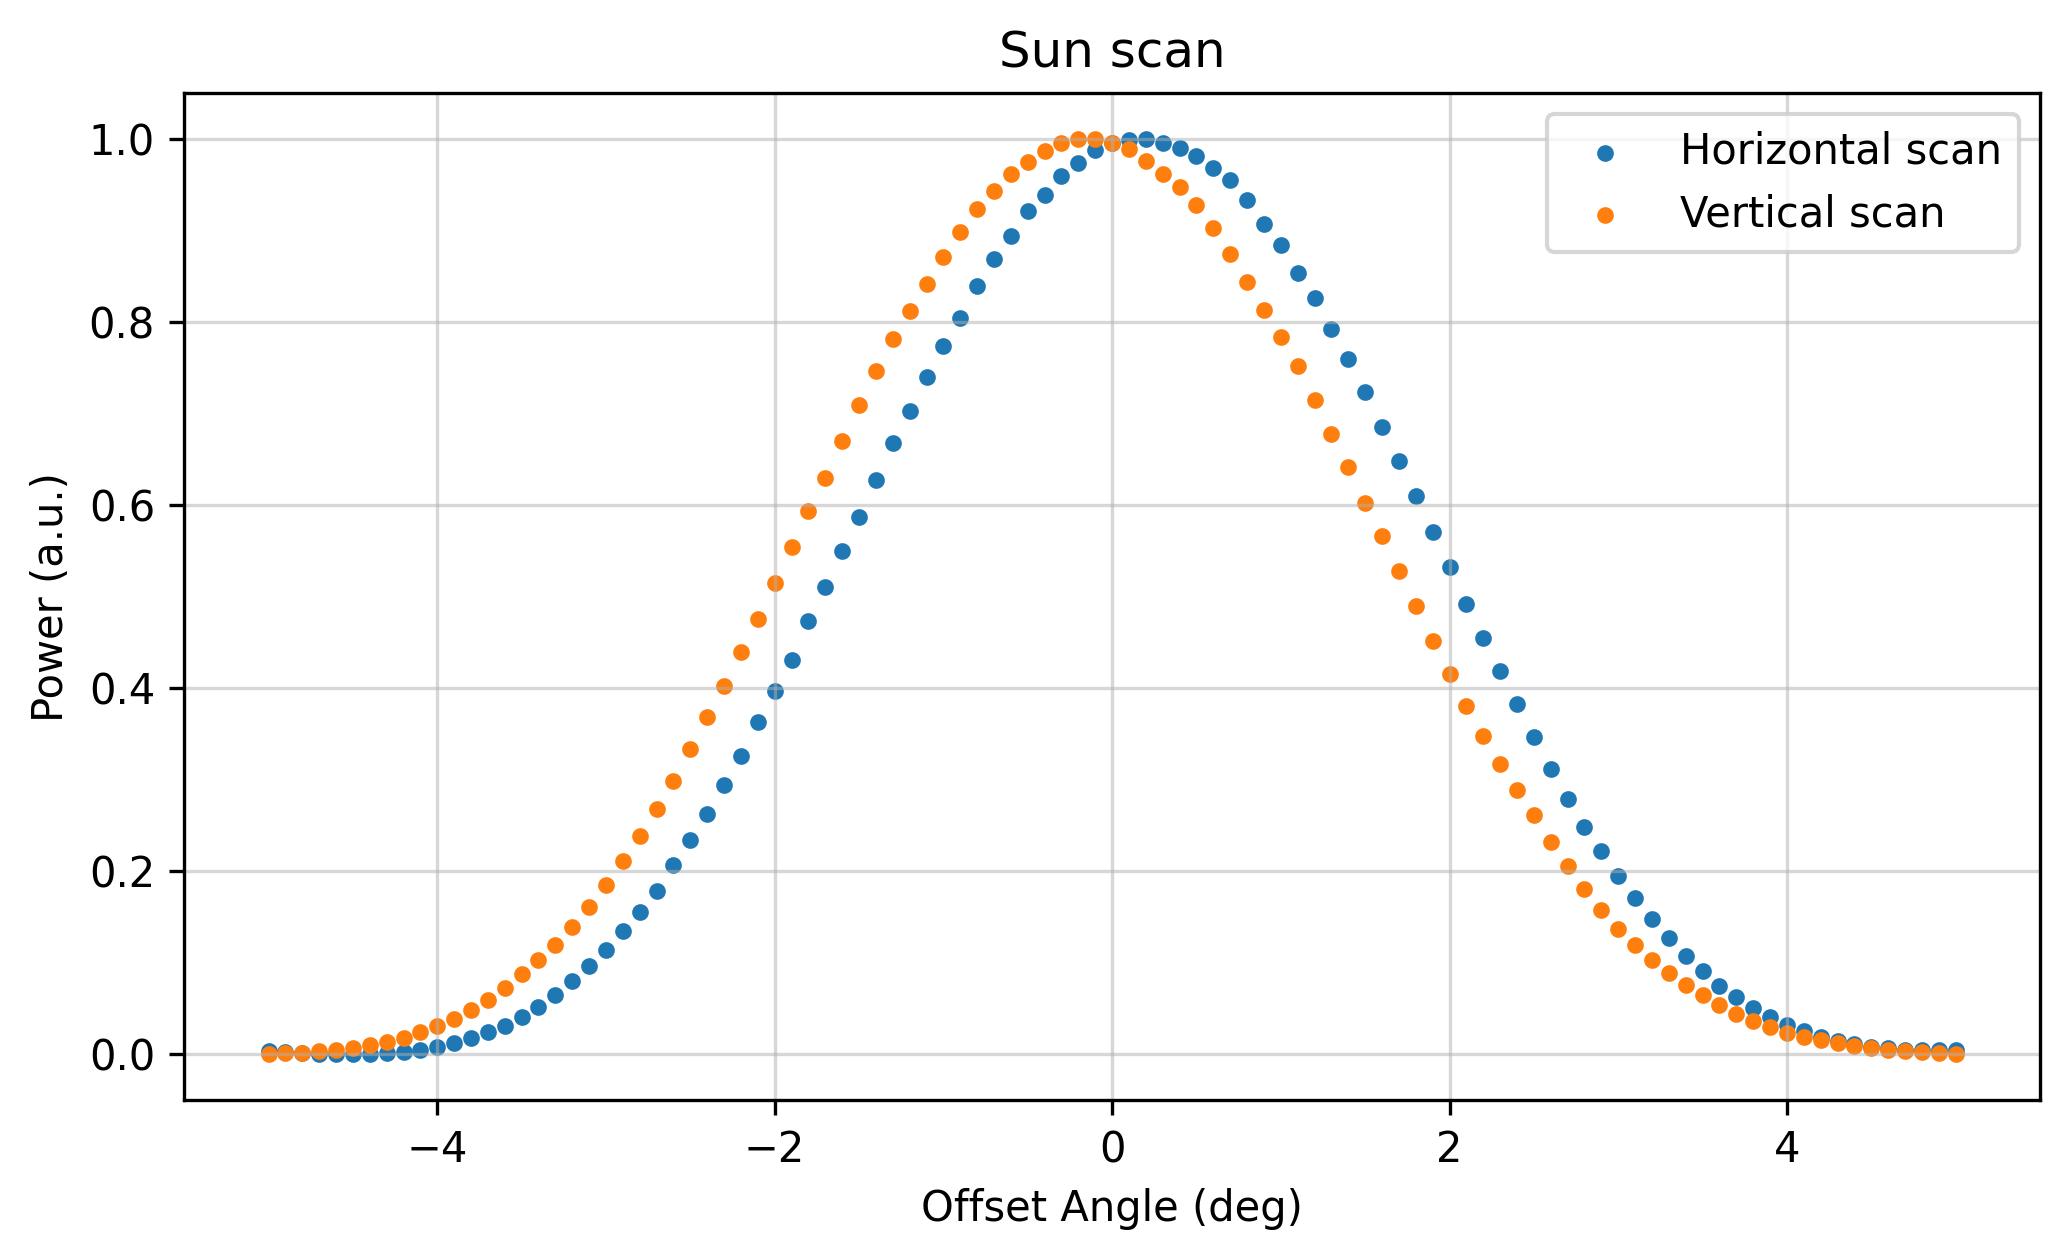 Sun scan
Horizontal scan
Vertical scan
Power (a.u.)
1.0
0.8
0.6
0.4
0.2
0.0
−4 −2 0 2 4
Offset Angle (deg)